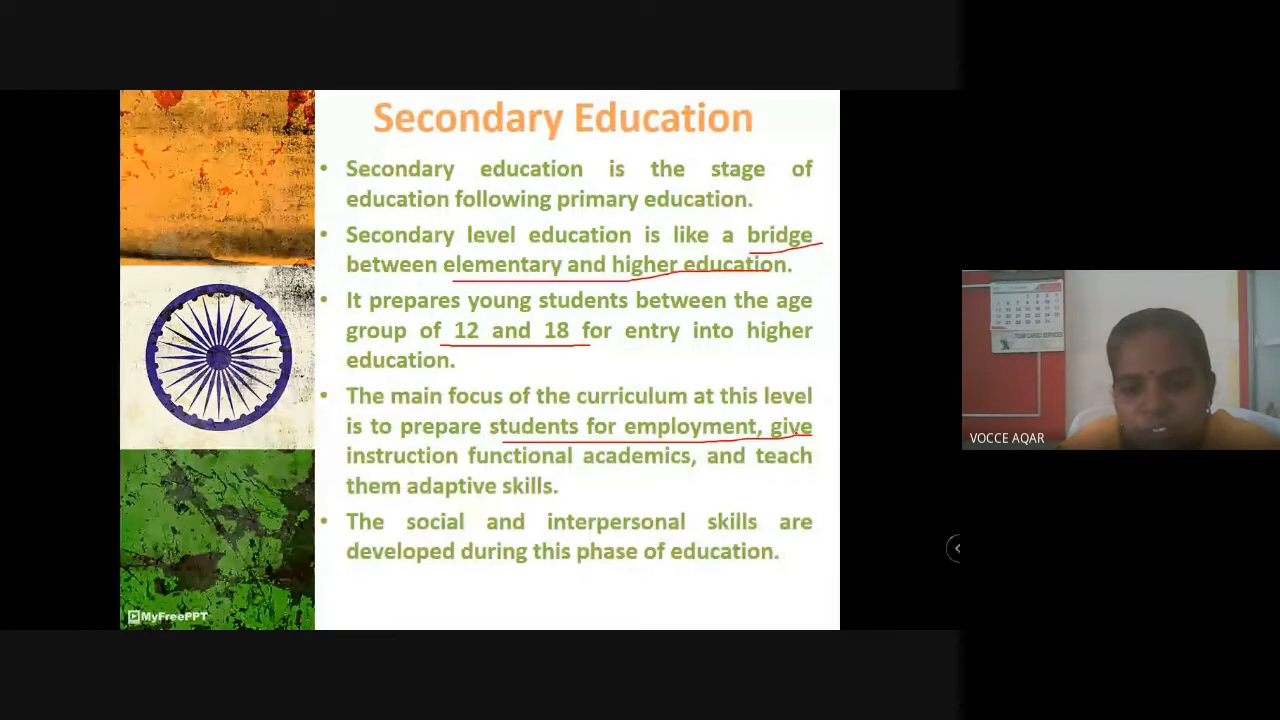 Secondary Education
• Secondary education is the stage of
education following primary education.
• Secondary level education is like a bridge
between elementary and higher education.
• It prepares young students between the age
group of 12 and 18 for entry into higher
education.
• The main focus of the curriculum at this level
is to prepare students for employment, give
instruction functional academics, and teach
them adaptive skills.
• The social and interpersonal skills are
developed during this phase of education.
MyFreePPT
VOCCE AQAR